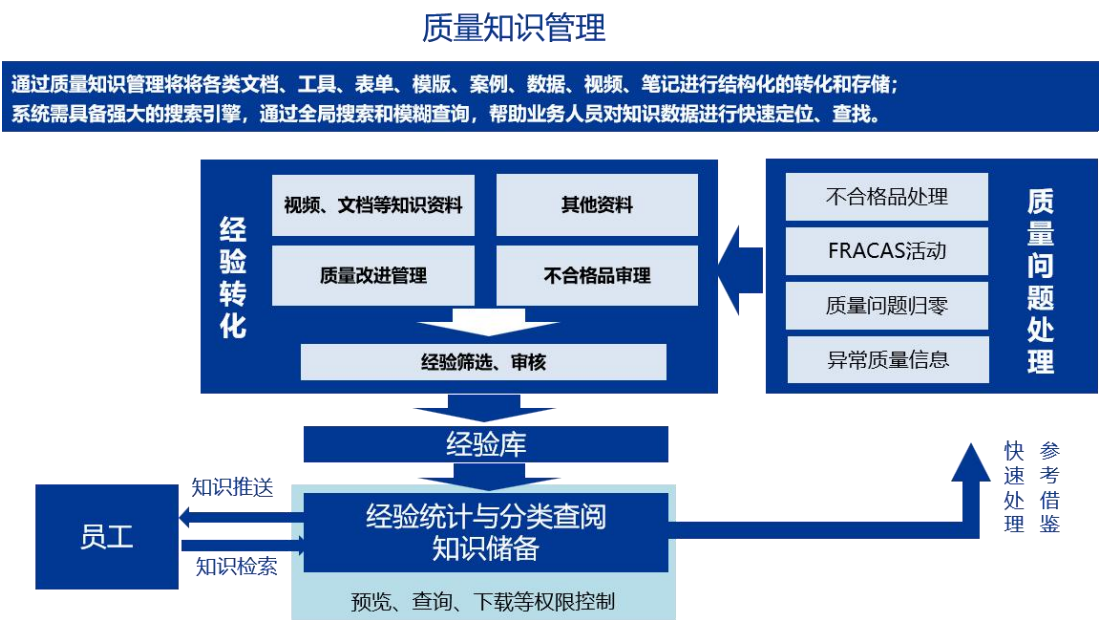 质量知识管理
通过质量知识管理将将各类文档、工具、表单、模版、案例、数据、视频、笔记进行结构化的转化和存储；
系统需具备强大的搜索引擎，通过全局搜索和模糊查询，帮助业务人员对知识数据进行快速定位、查找。
经验转化
视频、文档等知识资料
其他资料
质量改进管理
不合格品审理
经验筛选、审核
不合格品处理
FRACAS活动
质量问题归零
异常质量信息
质量问题处理
经验库
员工
知识推送
知识检索
经验统计与分类查阅
知识储备
预览、查询、下载等权限控制
快速处理
参考借鉴